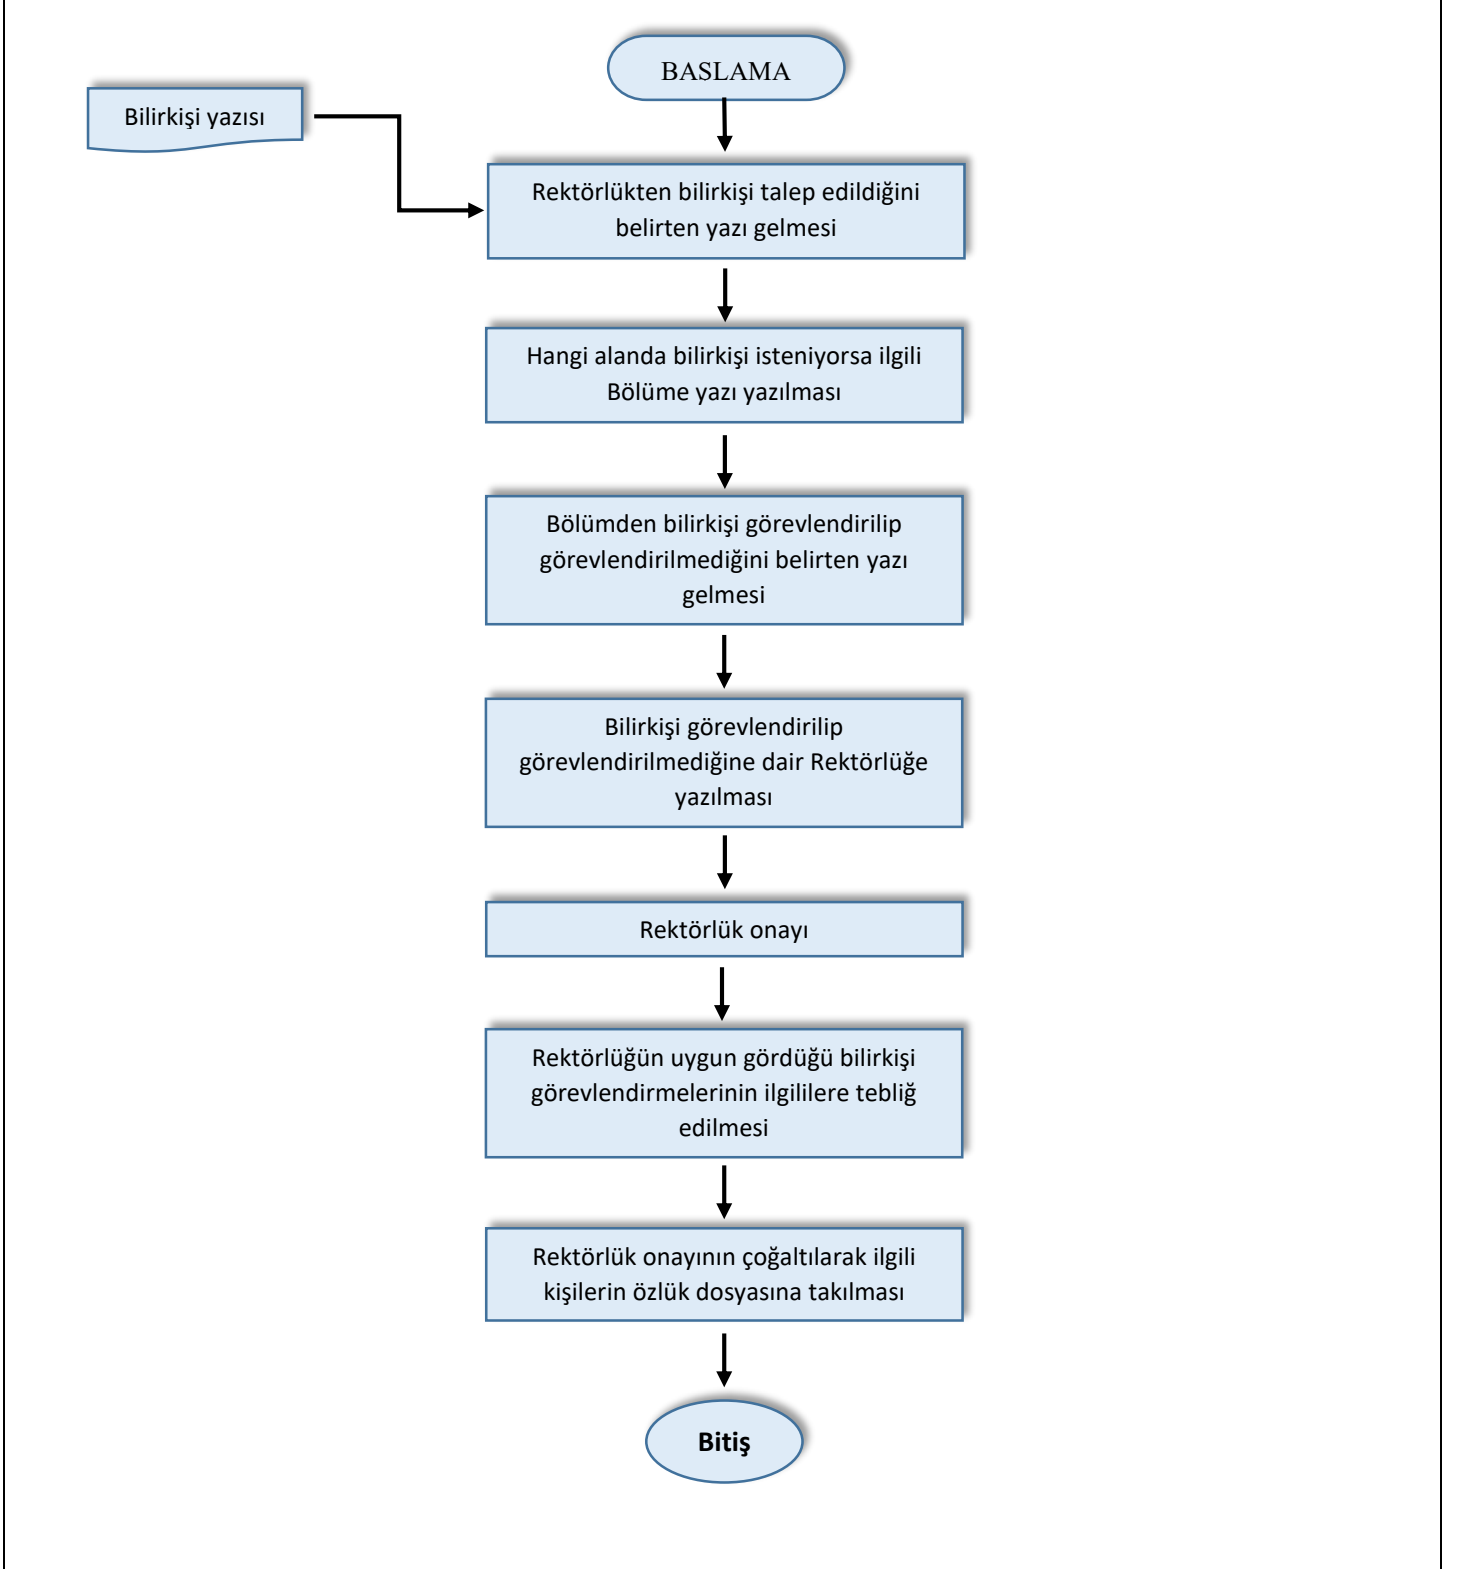 BASLAMA
Bilirkişi yazısı
Rektörlükten bilirkişi talep edildiğini
belirten yazı gelmesi
Hangi alanda bilirkişi isteniyorsa ilgili
Bölüme yazı yazılması
Bölümden bilirkişi görevlendirilip
görevlendirilmediğini belirten yazı
gelmesi
Bilirkişi görevlendirilip
görevlendirilmediğine dair Rektörlüğe
yazılması
Rektörlük onayı
Rektörlüğün uygun gördüğü bilirkişi
görevlendirmelerinin ilgililere tebliğ
edilmesi
Rektörlük onayının çoğaltılarak ilgili
kişilerin özlük dosyasına takılması
Bitiş